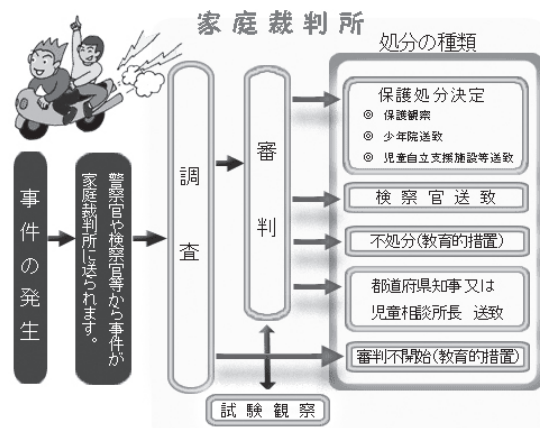 家庭裁判所
処分の種類
事件の発生
警察官や検察官等から事件が
家庭裁判所に送られます。
調査
審判
保護処分決定
◎ 保護観察
◎ 少年院送致
◎ 児童自立支援施設等送致
検察官送致
不処分(教育的措置)
都道府県知事又は
児童相談所長 送致
審判不開始(教育的措置)
試験観察